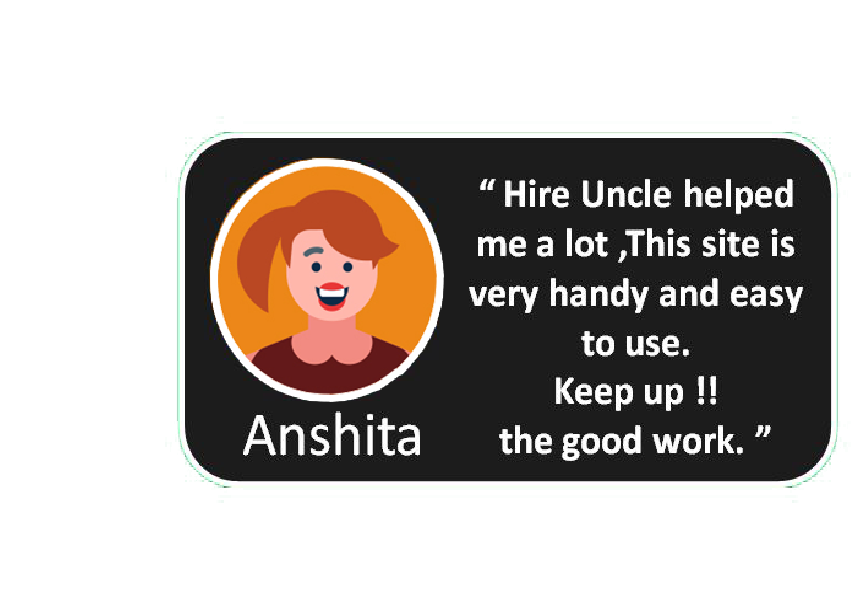 “ Hire Uncle helped
me a lot ,This site is
very handy and easy
to use.
Keep up !!
the good work. ”
Anshita